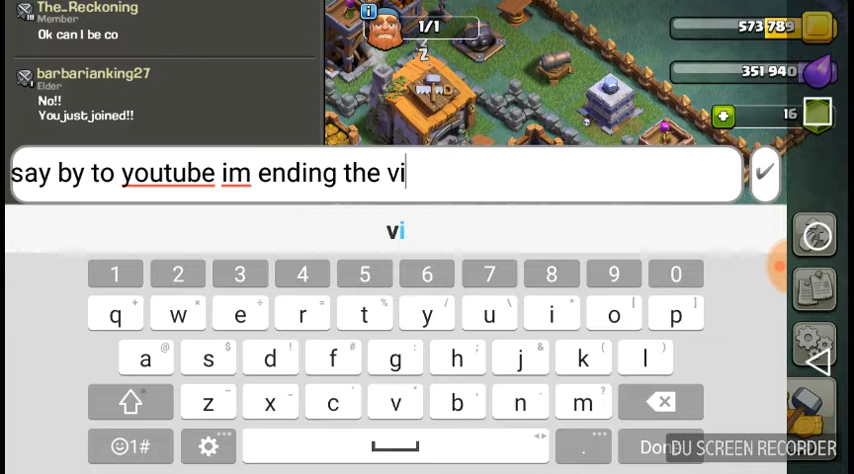 The_Reckoning
Member
Ok can I be co
barbarianking27
Elder
No!!
You just joined!!
1/1
Z
573 789
351 940
16
say by to youtube im ending the vi
vi
1 2 3 4 5 6 7 8 9 0
q w e r t y u i o p
a s d f g h j k l
z x c v b n m
1#
.
Don
DU SCREEN RECORDER